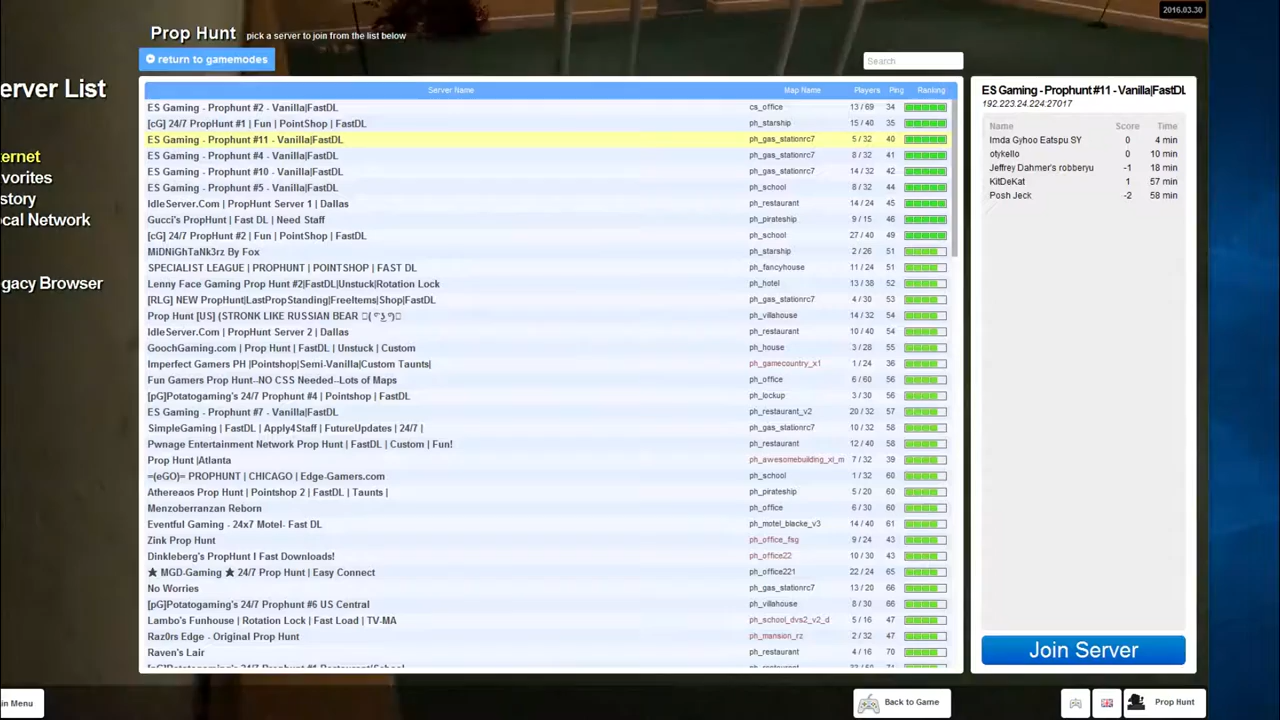 2016.03.30
Prop Hunt pick a server to join from the list below
return to gamemodes
Search
erver List
ternet
vorites
story
cal Network
gacy Browser
Server Name Map Name Players Ping Ranking
ES Gaming - Prophunt #2 - Vanilla|FastDL cs_office 13 / 69 34
[cG] 24/7 PropHunt #1 | Fun | PointShop | FastDL ph_starship 15 / 40 35
ES Gaming - Prophunt #11 - Vanilla|FastDL ph_gas_stationrc7 5 / 32 40
ES Gaming - Prophunt #4 - Vanilla|FastDL ph_gas_stationrc7 8 / 32 41
ES Gaming - Prophunt #10 - Vanilla|FastDL ph_gas_stationrc7 14 / 32 42
ES Gaming - Prophunt #5 - Vanilla|FastDL ph_school 8 / 32 44
IdleServer.Com | PropHunt Server 1 | Dallas ph_restaurant 14 / 24 45
Gucci's PropHunt | Fast DL | Need Staff ph_pirateship 9 / 15 46
[cG] 24/7 PropHunt #2 | Fun | PointShop | FastDL ph_school 27 / 40 49
MiDNiGhTaNk3rz By Fox ph_starship 2 / 26 51
SPECIALIST LEAGUE | PROPHUNT | POINTSHOP | FAST DL ph_fancyhouse 11 / 24 51
Lenny Face Gaming Prop Hunt #2|FastDL|Unstuck|Rotation Lock ph_hotel 13 / 38 52
[RLG] NEW PropHunt|LastPropStanding|FreeItems|Shop|FastDL ph_gas_stationrc7 4 / 30 53
Prop Hunt [US] (STRONK LIKE RUSSIAN BEAR ph_villahouse 14 / 32 54
IdleServer.Com | PropHunt Server 2 | Dallas ph_restaurant 10 / 40 54
GoochGaming.com | Prop Hunt | FastDL | Unstuck | Custom ph_house 3 / 28 55
Imperfect Gamers PH |Pointshop|Semi-Vanilla|Custom Taunts| ph_gamecountry_x1 1 / 24 36
Fun Gamers Prop Hunt--NO CSS Needed--Lots of Maps ph_office 6 / 60 56
[pG]Potatogaming's 24/7 Prophunt #4 | Pointshop | FastDL ph_lockup 3 / 30 56
ES Gaming - Prophunt #7 - Vanilla|FastDL ph_restaurant_v2 20 / 32 57
SimpleGaming | FastDL | Apply4Staff | FutureUpdates | 24/7 | ph_gas_stationrc7 10 / 32 58
Pwnage Entertainment Network Prop Hunt | FastDL | Custom | Fun! ph_restaurant 12 / 40 58
Prop Hunt |Atlanta ph_awesomebuilding_xi_m 7 / 32 39
=(eGO)= PROPHUNT | CHICAGO | Edge-Gamers.com ph_school 1 / 32 60
Athereaos Prop Hunt | Pointshop 2 | FastDL | Taunts | ph_pirateship 5 / 20 60
Menzoberranzan Reborn ph_office 6 / 30 60
Eventful Gaming - 24x7 Motel- Fast DL ph_motel_blacke_v3 14 / 40 61
Zink Prop Hunt ph_office_fsg 9 / 24 43
Dinkleberg's PropHunt I Fast Downloads! ph_office22 10 / 30 43
★ MGD-Gaming ★ 24/7 Prop Hunt | Easy Connect ph_office221 22 / 24 65
No Worries ph_gas_stationrc7 13 / 20 66
[pG]Potatogaming's 24/7 Prophunt #6 US Central ph_villahouse 8 / 30 66
Lambo's Funhouse | Rotation Lock | Fast Load | TV-MA ph_school_dvs2_v2_d 5 / 16 47
Raz0rs Edge - Original Prop Hunt ph_mansion_rz 2 / 32 47
Raven's Lair ph_restaurant 4 / 16 70
ES Gaming - Prophunt #11 - Vanilla|FastDL
192.223.24.224:27017
Name Score Time
Imda Gyhoo Eatspu SY 0 4 min
otykello 0 10 min
Jeffrey Dahmer's robberyu -1 18 min
KitDeKat 1 57 min
Posh Jeck -2 58 min
Join Server
in Menu
Back to Game
Prop Hunt